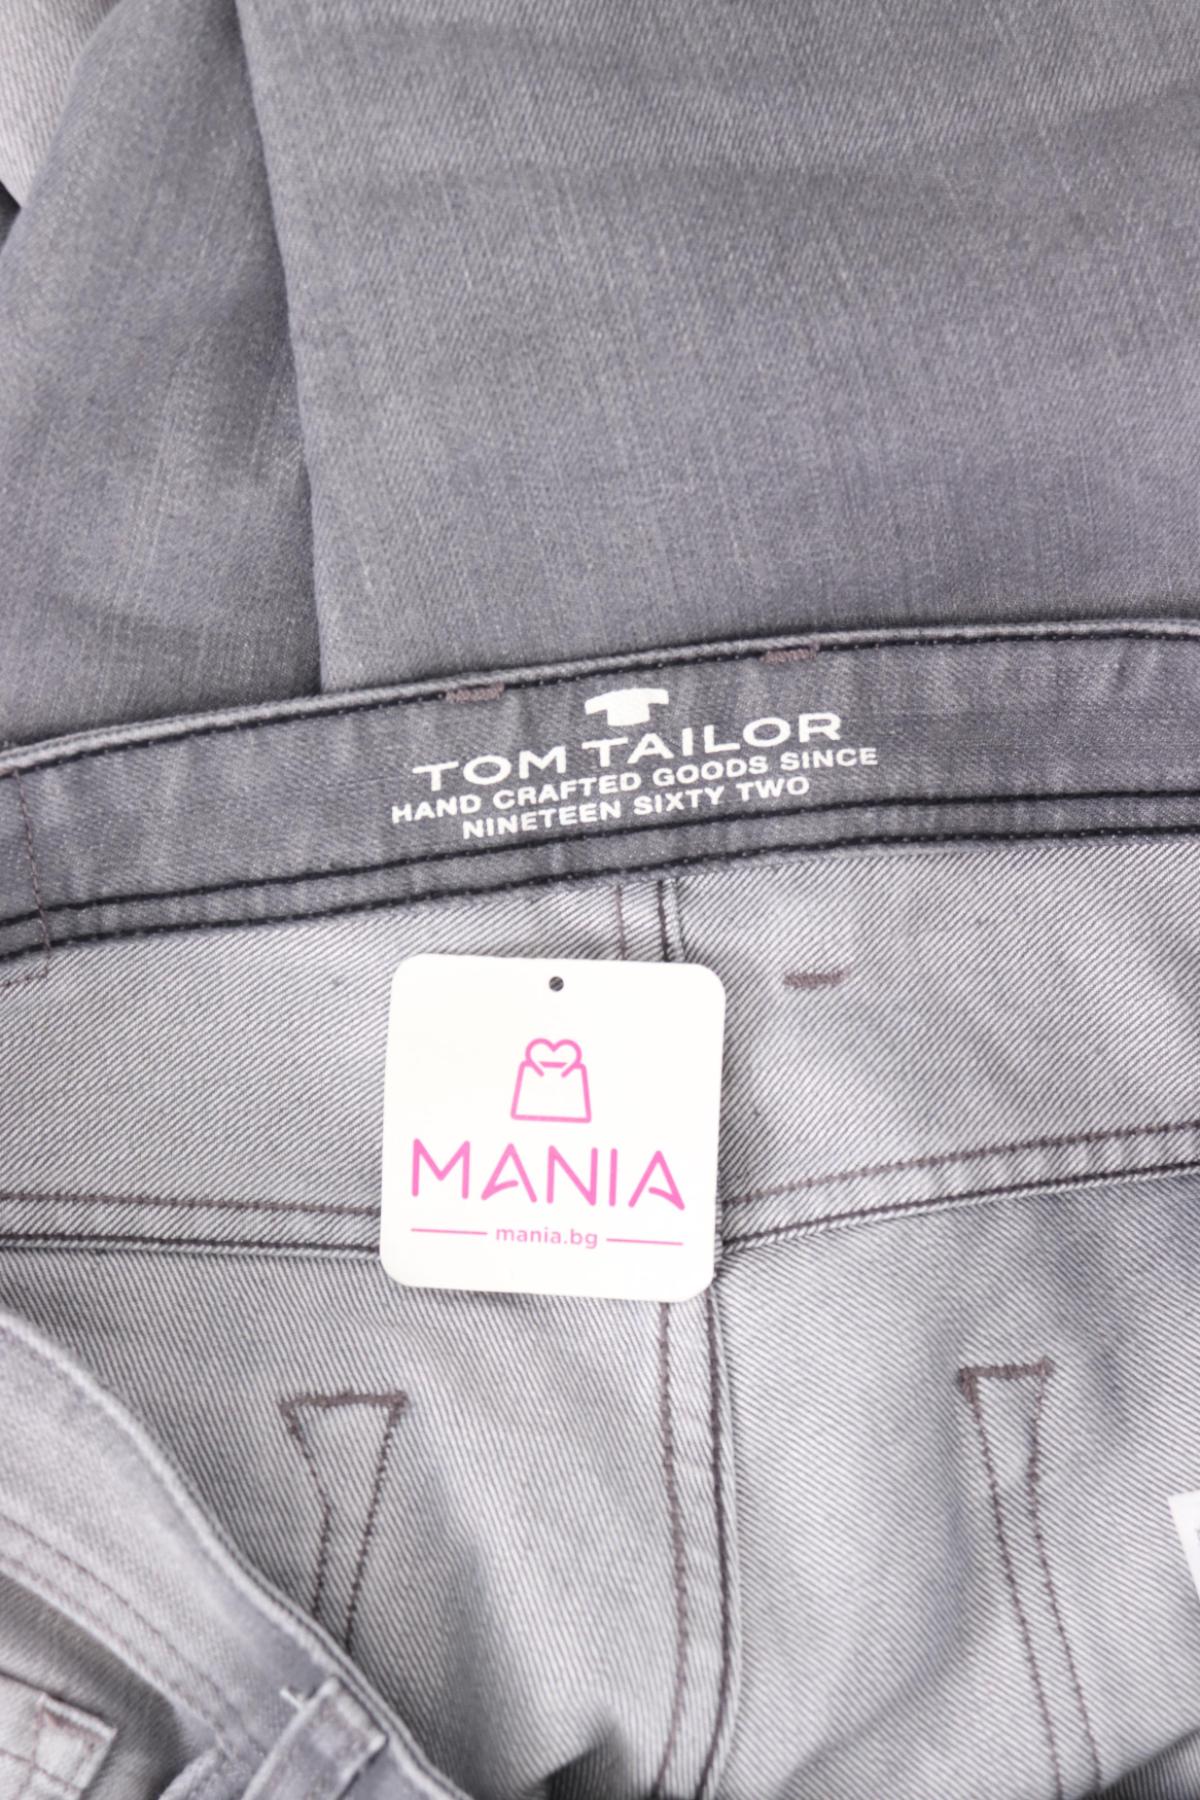 TOM TAILOR
HAND CRAFTED GOODS SINCE
NINETEEN SIXTY TWO
MANIA
mania.bg